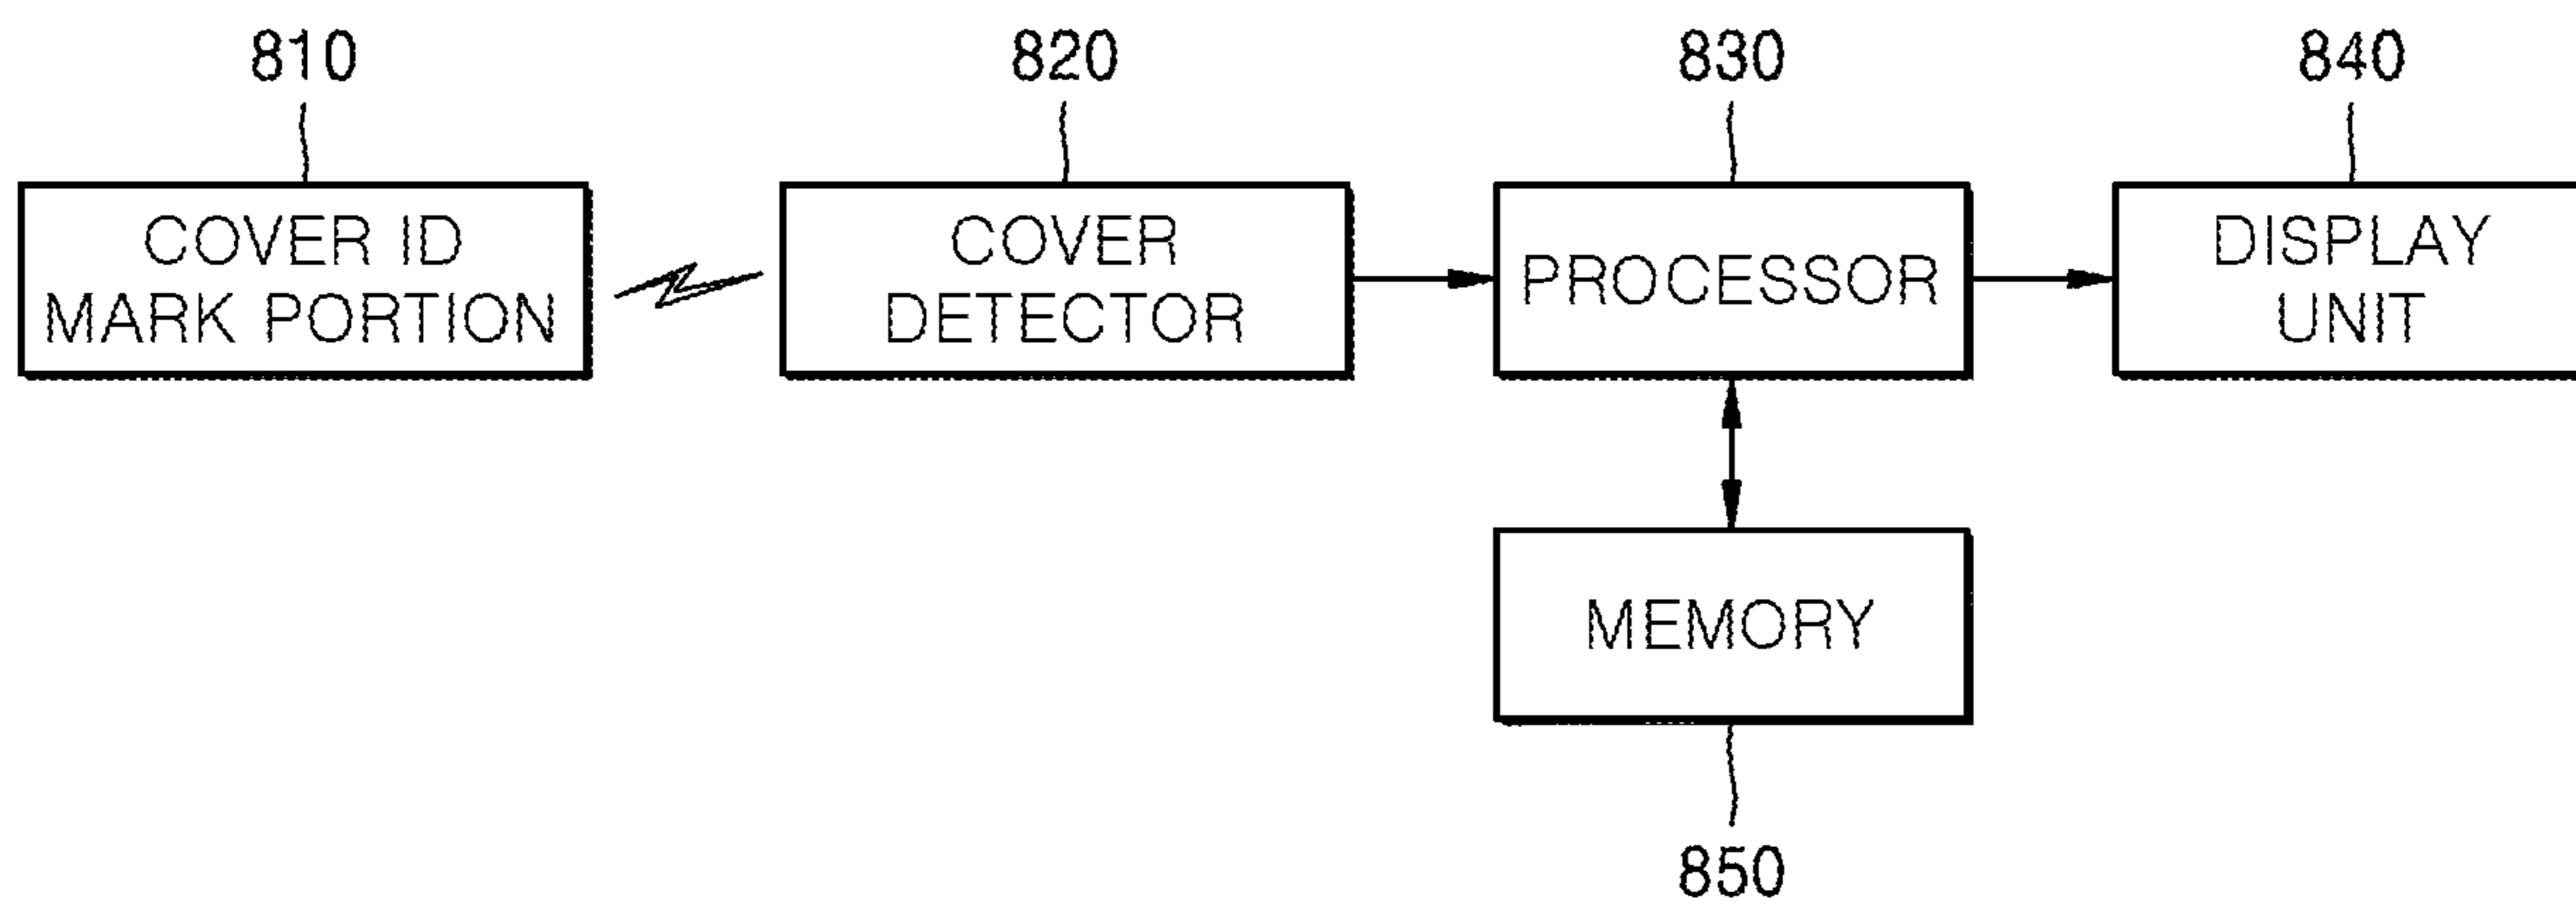 810
820
830
840
COVER ID
MARK PORTION
COVER
DETECTOR
PROCESSOR
DISPLAY
UNIT
MEMORY
850